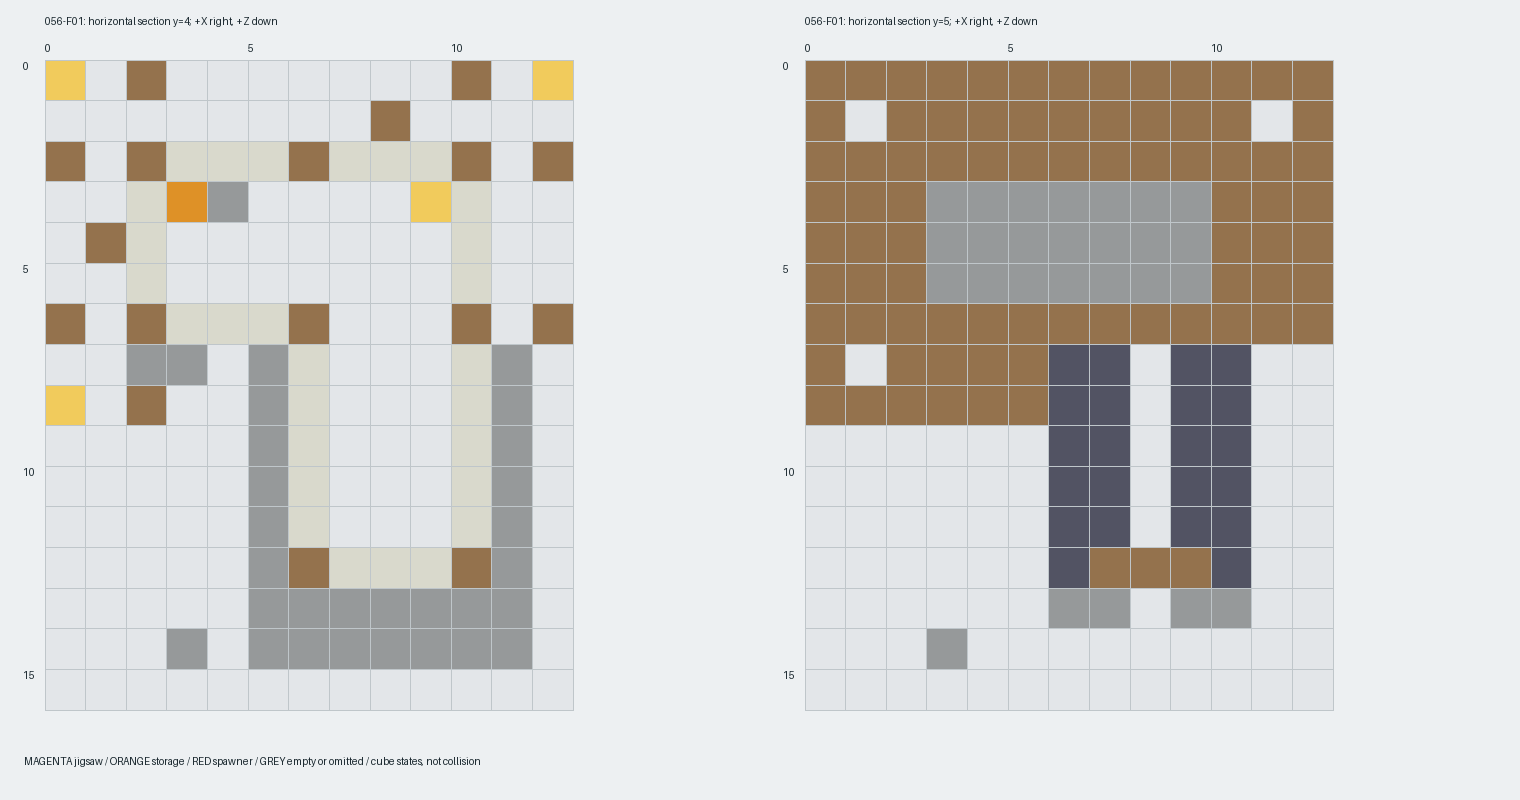 056-F01: horizontal section y=4; +X right, +Z down
056-F01: horizontal section y=5; +X right, +Z down
0 5 10
0 5 10
0
0
5
5
10
10
15
15
MAGENTA jigsaw / ORANGE storage / RED spawner / GREY empty or omitted / cube states, not collision